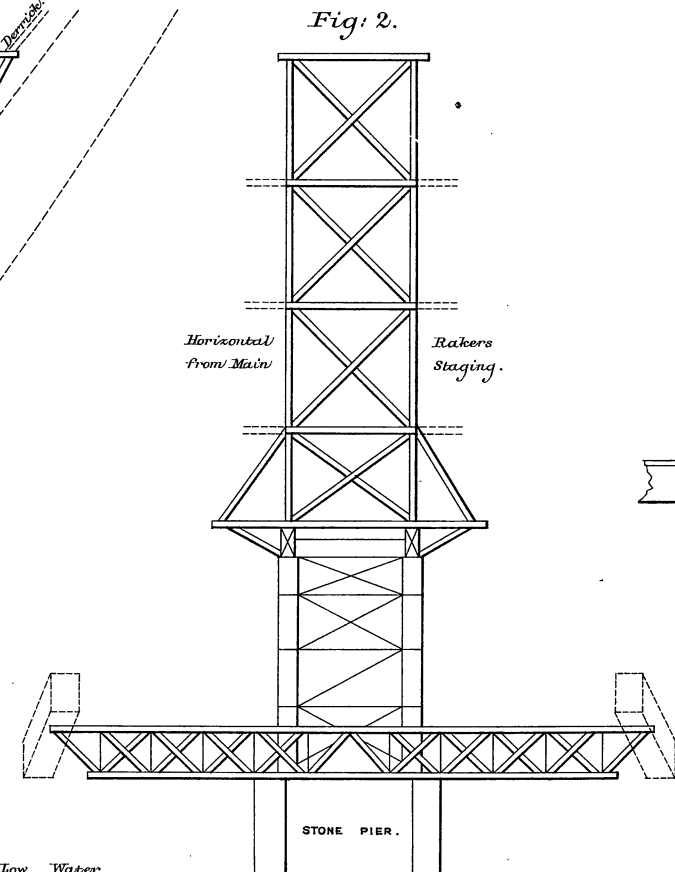 Derrick.
Fig: 2.
Horizontal
from Main
Rakers
Staging.
STONE PIER.
Low Water